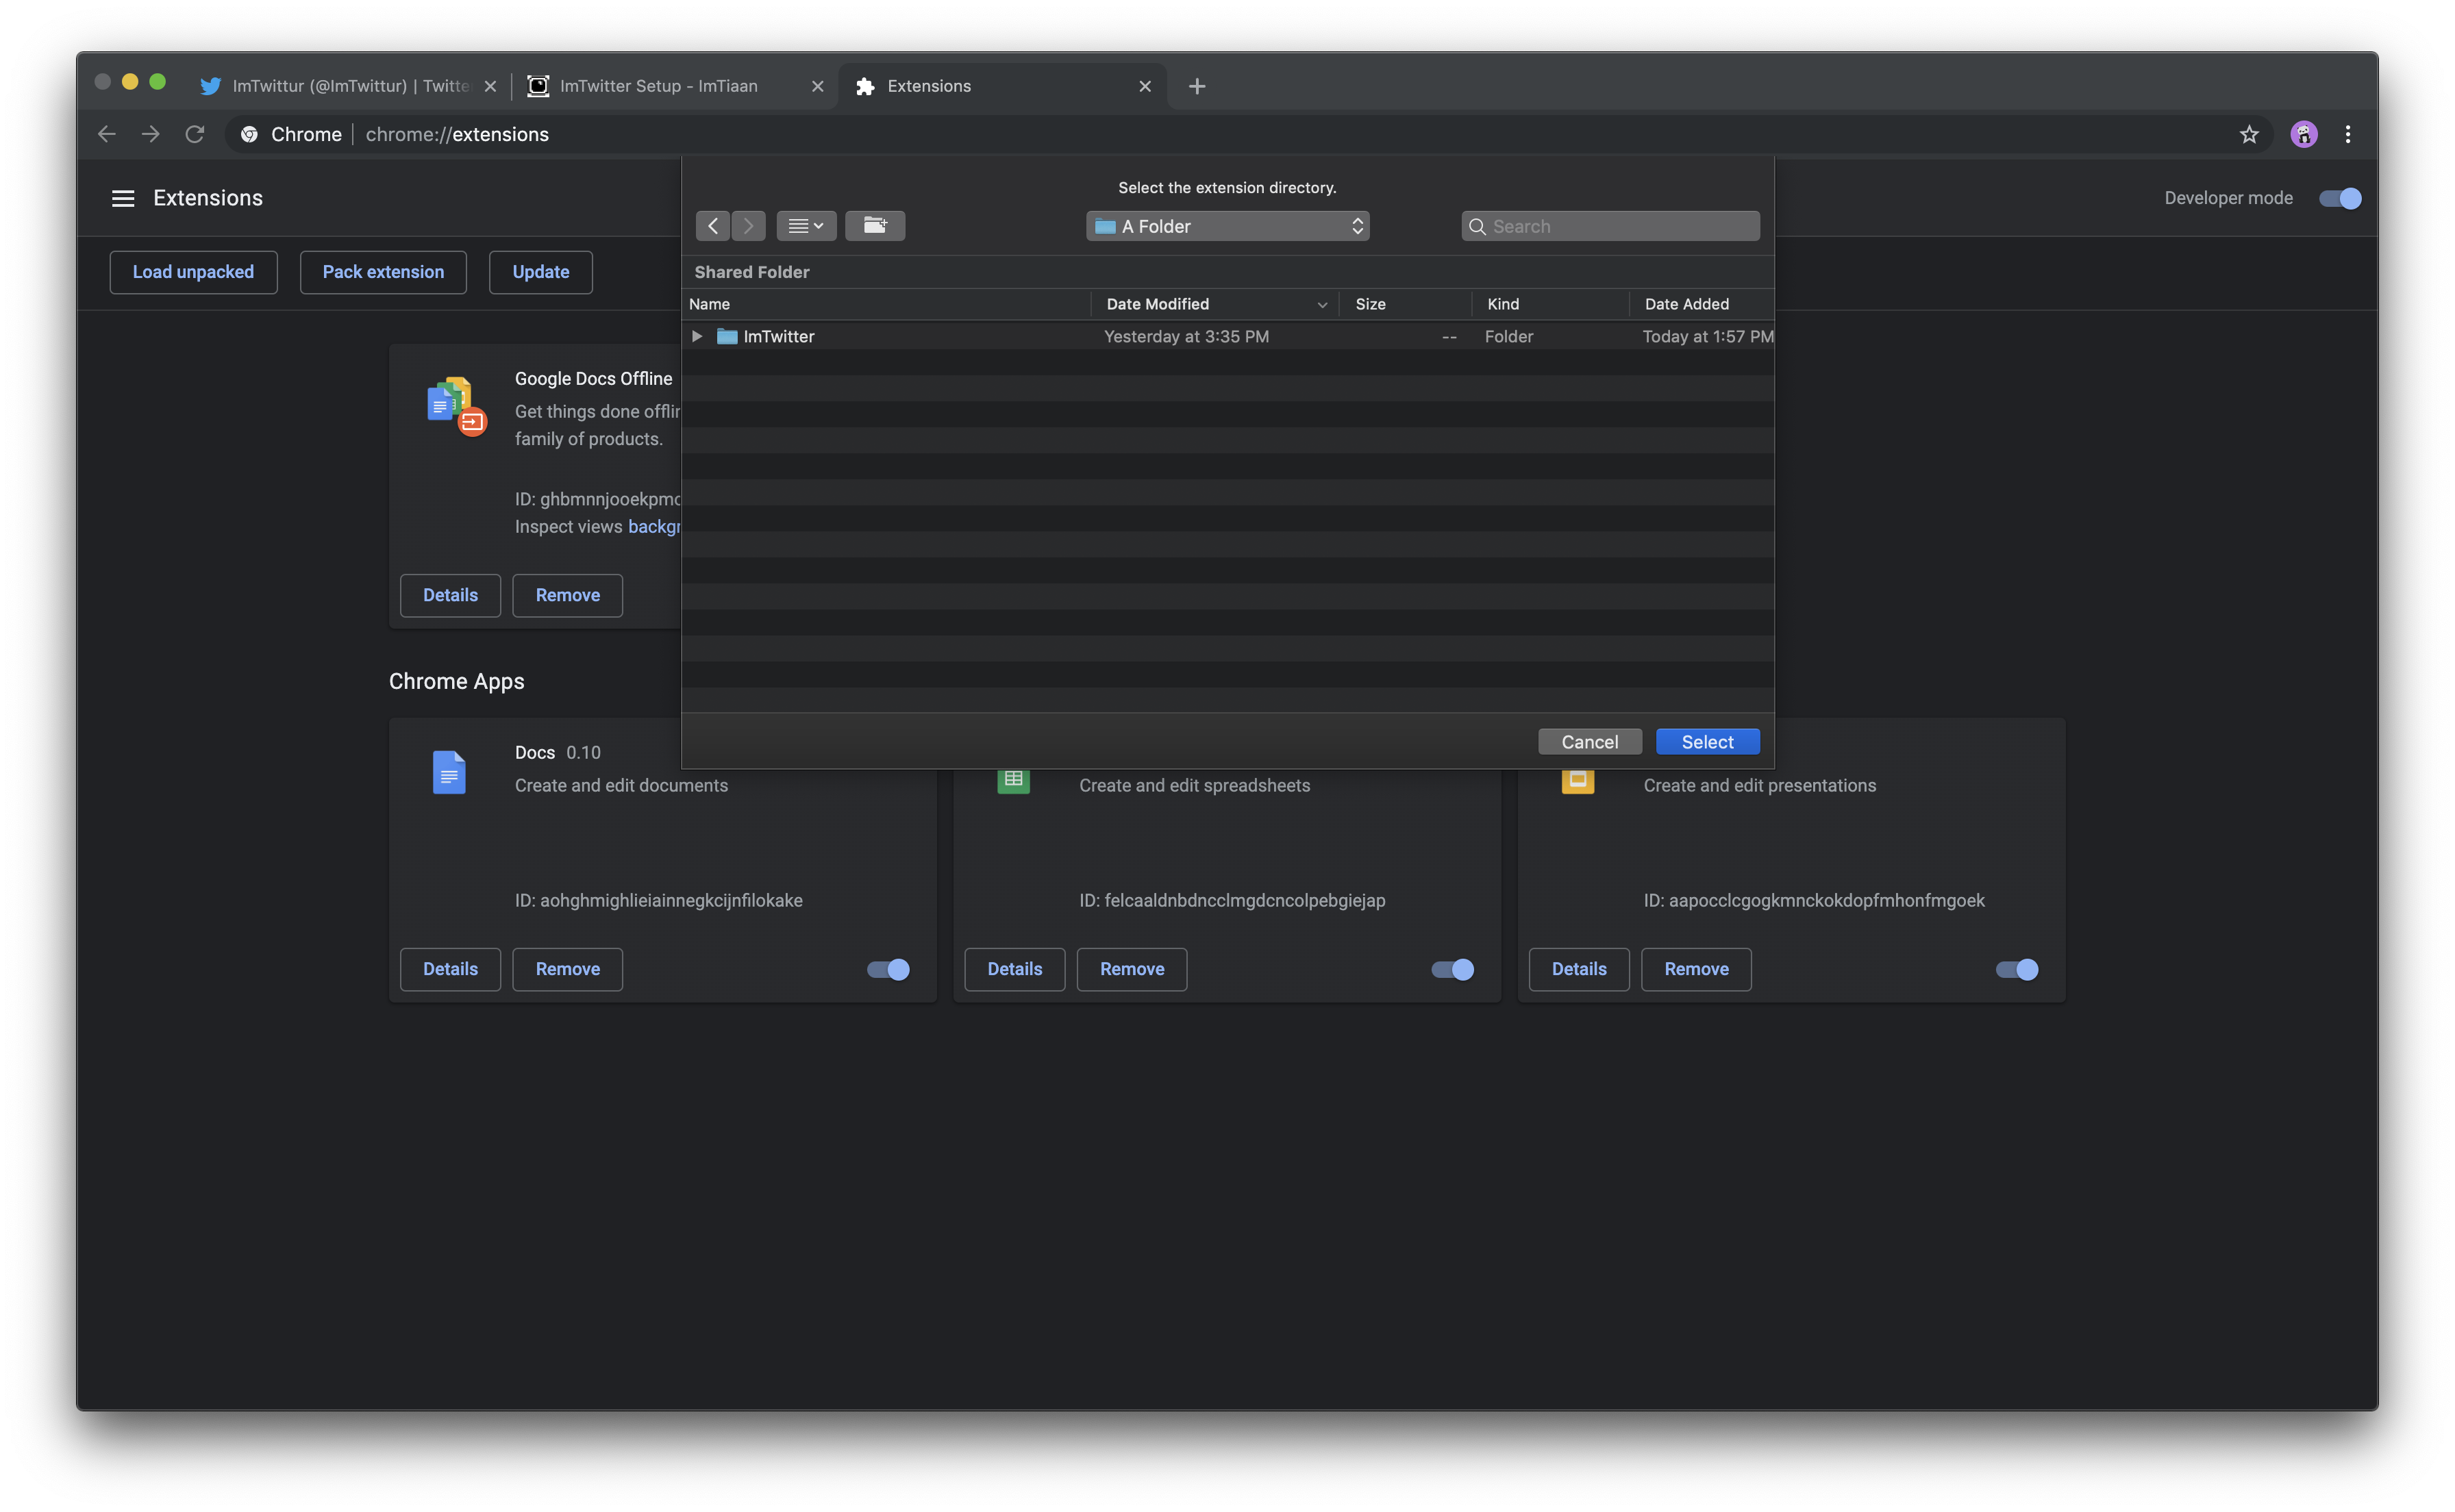 ImTwittur (@ImTwittur) | Twitte
ImTwitter Setup - ImTiaan
Extensions
Chrome | chrome://extensions
Extensions
Developer mode
Load unpacked
Pack extension
Update
Select the extension directory.
A Folder
Search
Shared Folder
Name
Date Modified
Size
Kind
Date Added
ImTwitter
Yesterday at 3:35 PM
--
Folder
Today at 1:57 PM
Cancel
Select
Google Docs Offline
Get things done offlin
family of products.
ID: ghbmnnjooekpmc
Inspect views backgr
Details
Remove
Chrome Apps
Docs 0.10
Create and edit documents
ID: aohghmighlieiainnegkcijnfilokake
Details
Remove
Create and edit spreadsheets
ID: felcaaldnbdncclmgdcncolpebgiejap
Details
Remove
Create and edit presentations
ID: aapocclcgogkmnckokdopfmhonfmgoek
Details
Remove